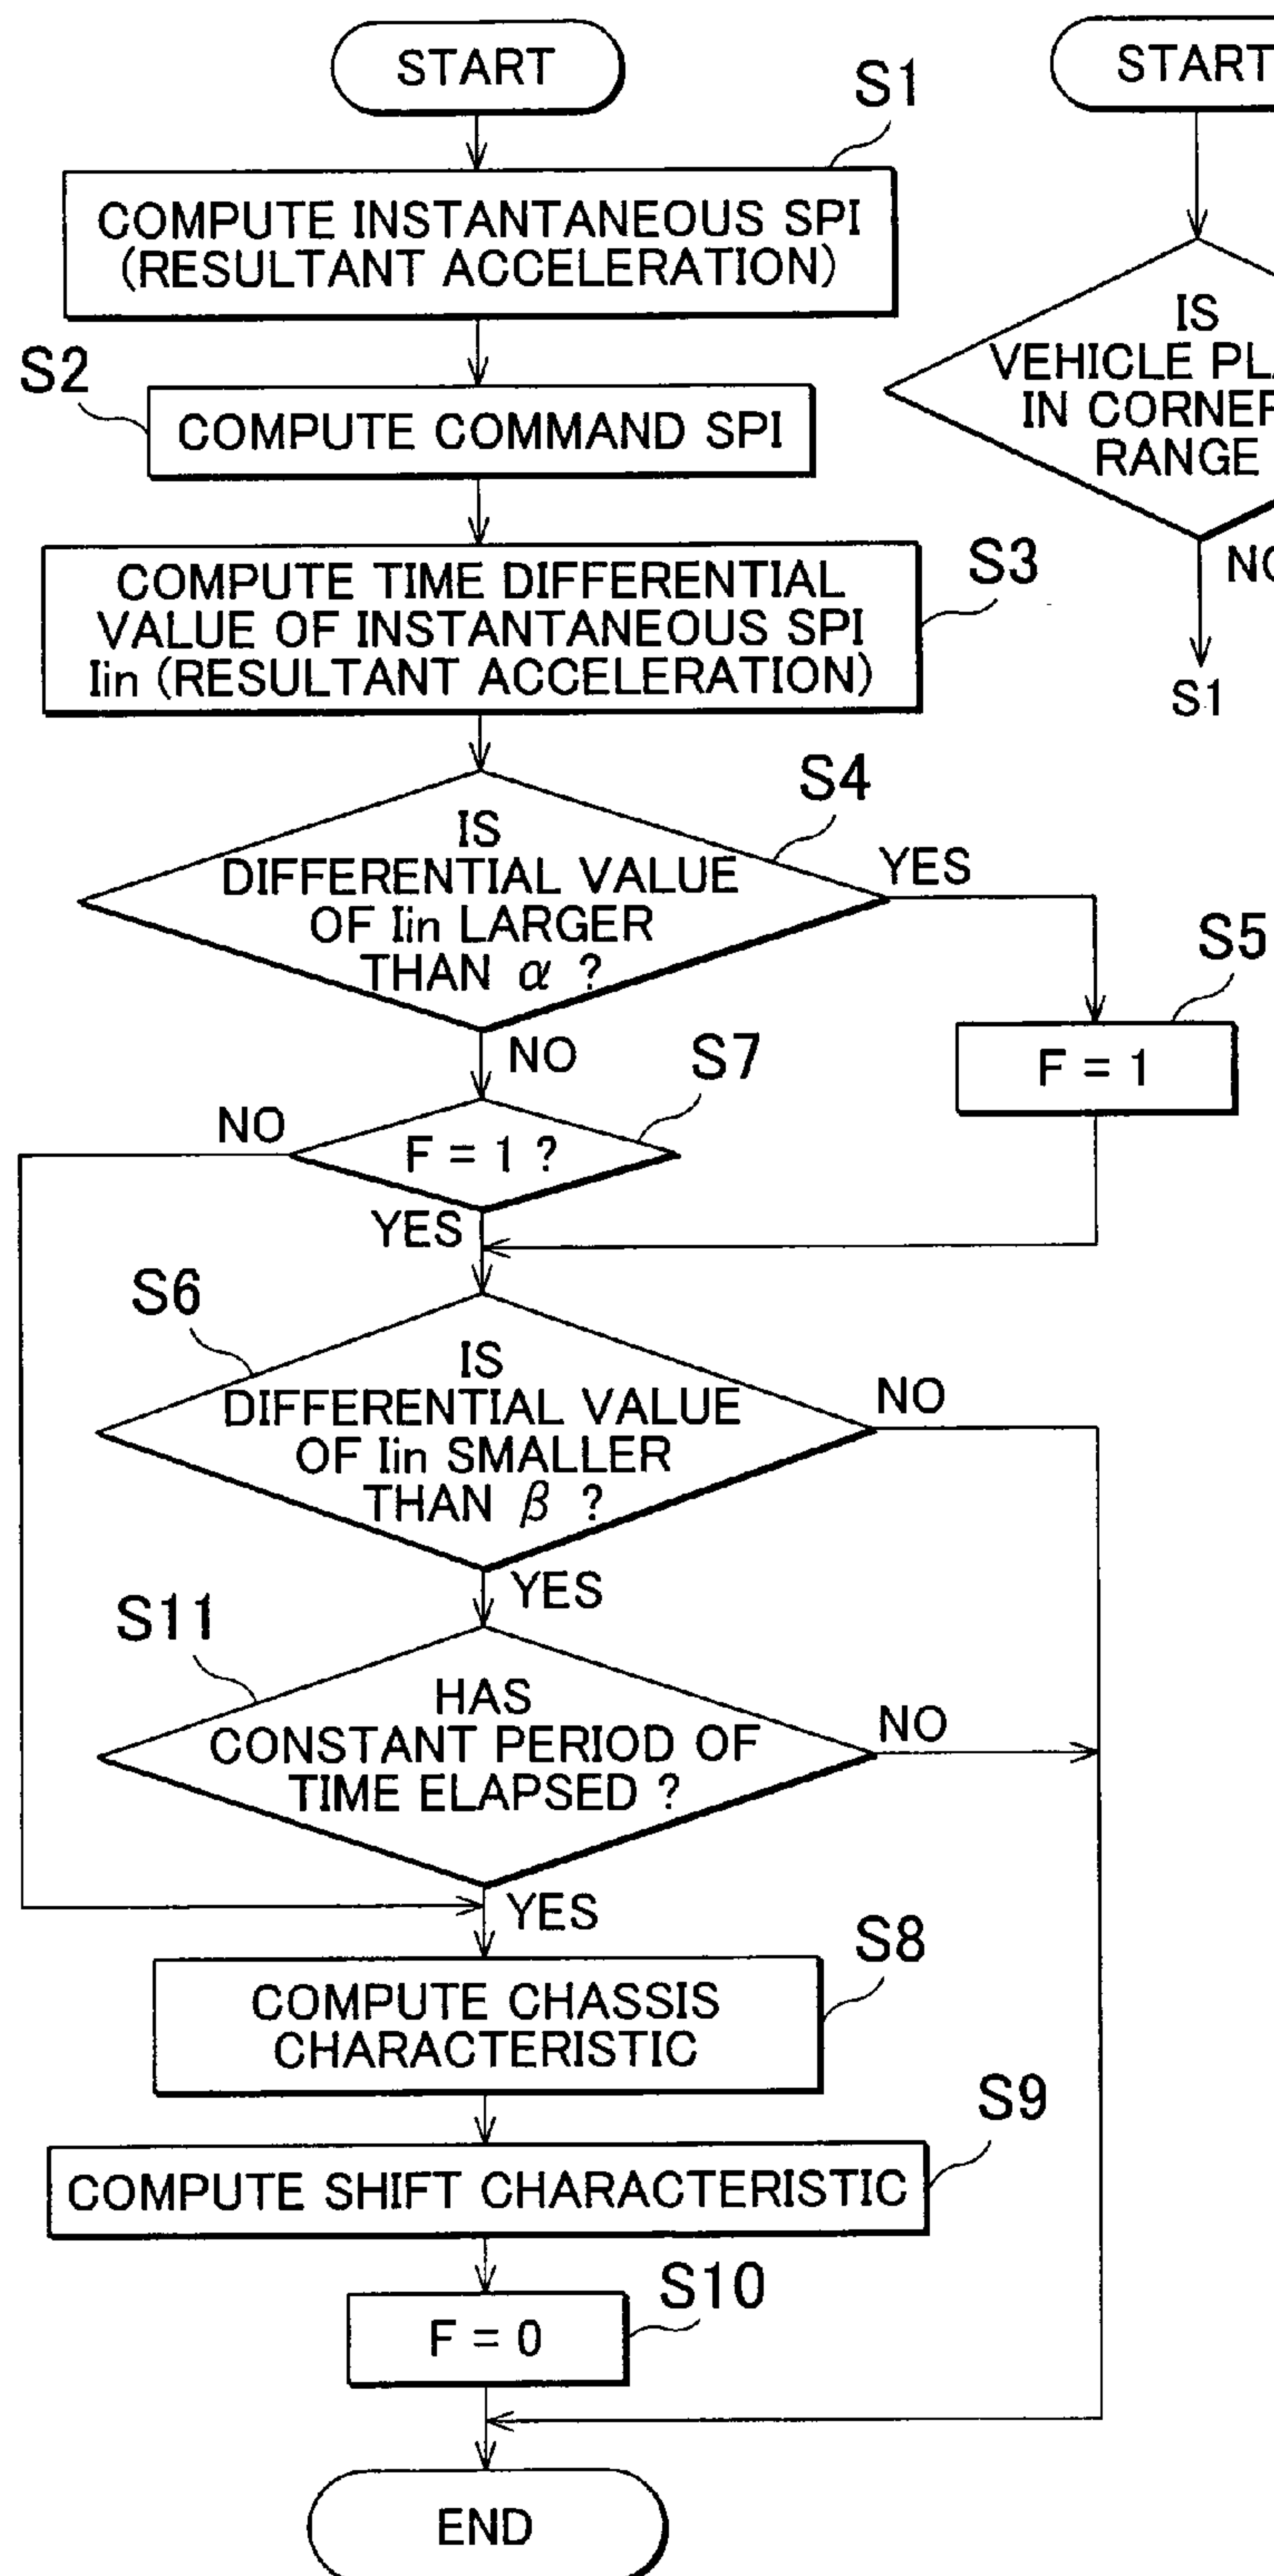 START
S1
COMPUTE INSTANTANEOUS SPI
(RESULTANT ACCELERATION)
S2
COMPUTE COMMAND SPI
COMPUTE TIME DIFFERENTIAL
VALUE OF INSTANTANEOUS SPI
Iin (RESULTANT ACCELERATION)
S3
IS
DIFFERENTIAL VALUE
OF Iin LARGER
THAN α ?
S4
YES
S5
F = 1
NO
S7
NO
F = 1 ?
YES
S6
IS
DIFFERENTIAL VALUE
OF Iin SMALLER
THAN β ?
NO
YES
S11
HAS
CONSTANT PERIOD OF
TIME ELAPSED ?
NO
YES
S8
COMPUTE CHASSIS
CHARACTERISTIC
S9
COMPUTE SHIFT CHARACTERISTIC
S10
F = 0
END
START
IS
VEHICLE
IN
RANGE
S1